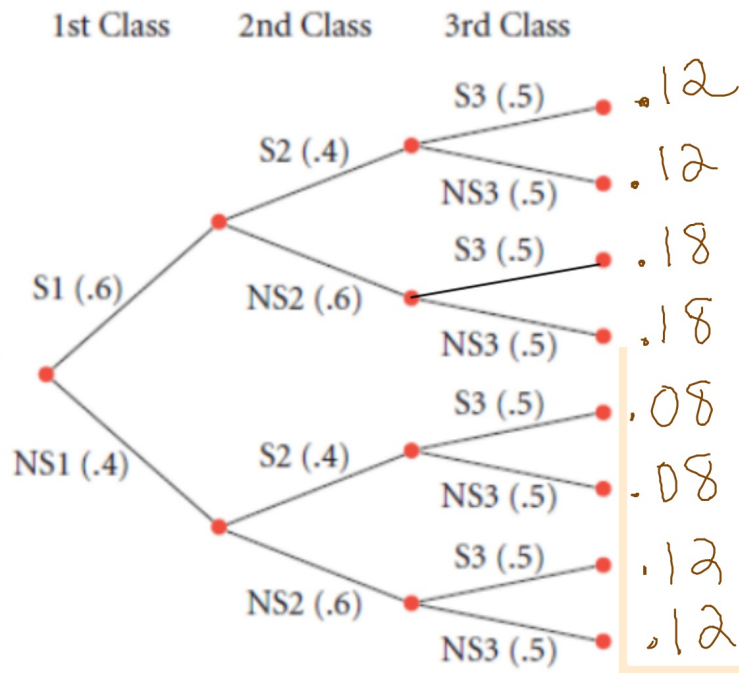 1st Class 2nd Class 3rd Class
S3 (.5) .12
S2 (.4)
NS3 (.5) .12
S1 (.6)
S3 (.5) .18
NS2 (.6)
NS3 (.5) .18
S3 (.5) .08
NS1 (.4) S2 (.4)
NS3 (.5) .08
S3 (.5) .12
NS2 (.6)
NS3 (.5) .12